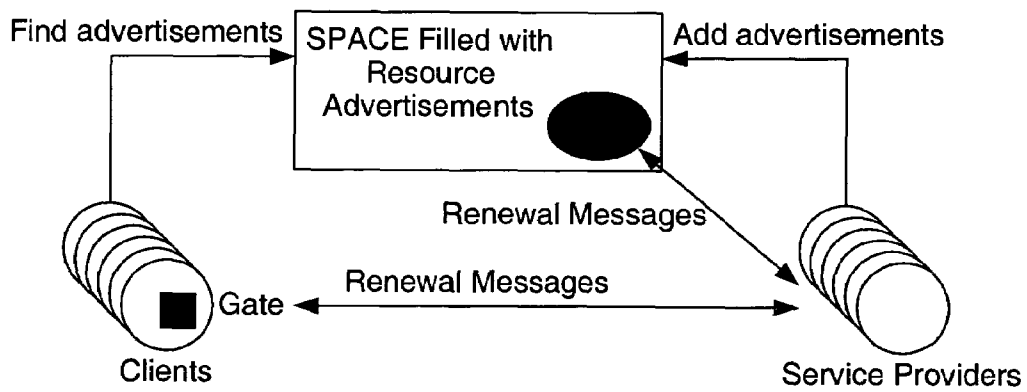 Find advertisements
SPACE Filled with
Resource
Advertisements
Add advertisements
Renewal Messages
Renewal Messages
Gate
Clients
Service Providers